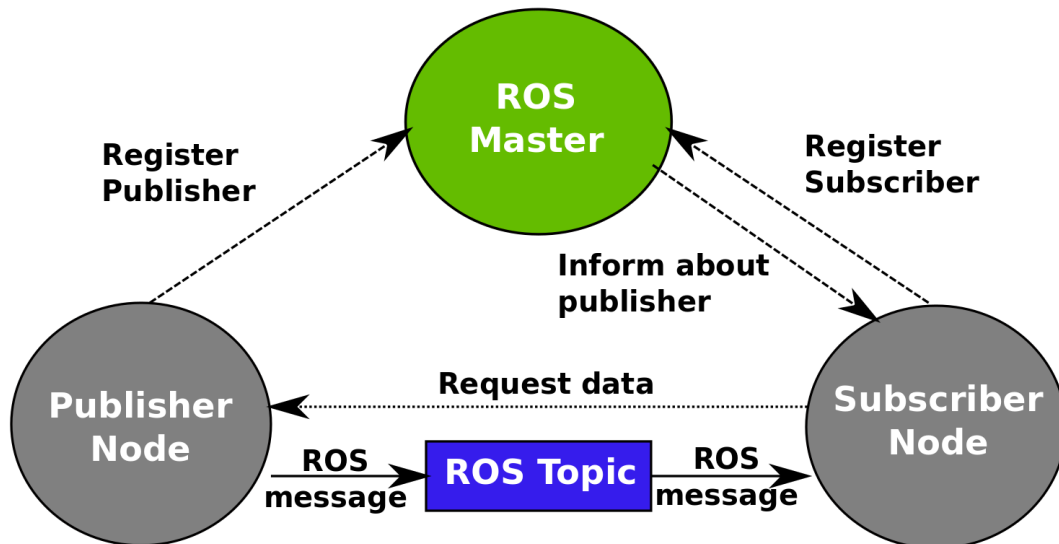 ROS
Master
Register
Publisher
Register
Subscriber
Inform about
publisher
Request data
Publisher
Node
Subscriber
Node
ROS
message
ROS Topic
ROS
message